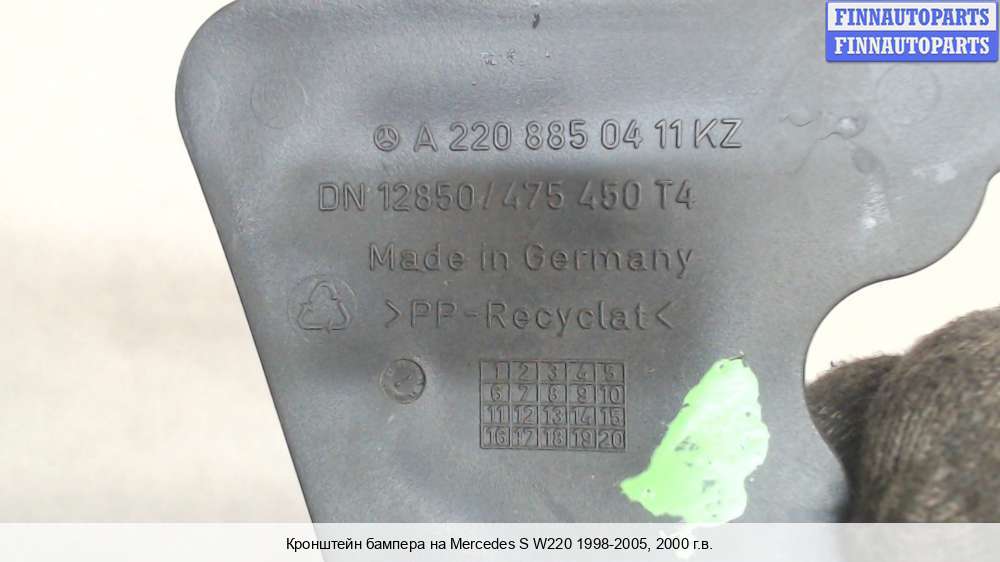 FINNAUTOPARTS
FINNAUTOPARTS
A 220 885 04 11 KZ
DN 12850/475 450 T4
Made in Germany
>PP-Recyclat<
1 2 3 4 5
6 7 8 9 10
11 12 13 14 15
16 17 18 19 20
Кронштейн бампера на Mercedes S W220 1998-2005, 2000 г.в.